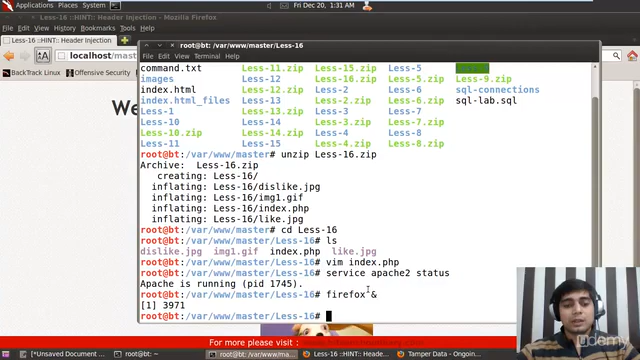 Applications Places System
Fri Dec 20, 1:31 AM
Less-16 ::HINT:: Header Injection - Mozilla Firefox
File Edit View History Bookmarks Tools Help
Less-16 ::HINT:: Header Injection
localhost/master
BackTrack Linux Offensive Security
We
root@bt: /var/www/master/Less-16
File Edit View Terminal Help
command.txt Less-11.zip Less-15.zip Less-5
images Less-12 Less-16.zip Less-5.zip Less-9.zip
index.html Less-12.zip Less-2 Less-6 sql-connections
index.html_files Less-13 Less-2.zip Less-6.zip sql-lab.sql
Less-1 Less-13.zip Less-3 Less-7
Less-10 Less-14 Less-3.zip Less-7.zip
Less-10.zip Less-14.zip Less-4 Less-8
Less-11 Less-15 Less-4.zip Less-8.zip
root@bt:/var/www/master# unzip Less-16.zip
Archive: Less-16.zip
creating: Less-16/
inflating: Less-16/dislike.jpg
inflating: Less-16/img1.gif
inflating: Less-16/index.php
inflating: Less-16/like.jpg
root@bt:/var/www/master# cd Less-16
root@bt:/var/www/master/Less-16# ls
dislike.jpg img1.gif index.php like.jpg
root@bt:/var/www/master/Less-16# vim index.php
root@bt:/var/www/master/Less-16# service apache2 status
Apache is running (pid 1745).
root@bt:/var/www/master/Less-16# firefox &
[1] 3971
root@bt:/var/www/master/Less-16#
For more please visit :
udemy
[*Unsaved Document ... root@bt: ~ root@bt: /var/www/ma... Less-16 ::HINT:: Heade... Tamper Data - Ongoin...